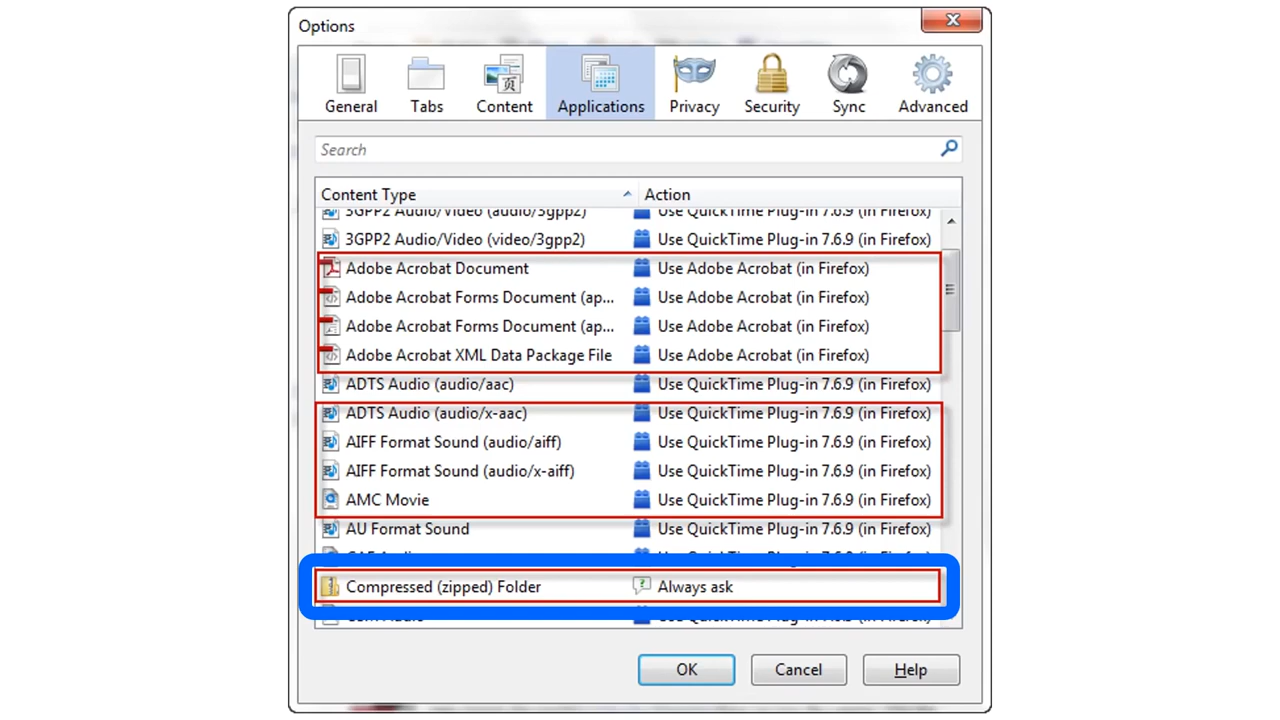 Options
General Tabs Content Applications Privacy Security Sync Advanced
Search
Content Type Action
3GPP2 Audio/Video (audio/3gpp2) Use QuickTime Plug-in 7.6.9 (in Firefox)
3GPP2 Audio/Video (video/3gpp2) Use QuickTime Plug-in 7.6.9 (in Firefox)
Adobe Acrobat Document Use Adobe Acrobat (in Firefox)
Adobe Acrobat Forms Document (ap... Use Adobe Acrobat (in Firefox)
Adobe Acrobat Forms Document (ap... Use Adobe Acrobat (in Firefox)
Adobe Acrobat XML Data Package File Use Adobe Acrobat (in Firefox)
ADTS Audio (audio/aac) Use QuickTime Plug-in 7.6.9 (in Firefox)
ADTS Audio (audio/x-aac) Use QuickTime Plug-in 7.6.9 (in Firefox)
AIFF Format Sound (audio/aiff) Use QuickTime Plug-in 7.6.9 (in Firefox)
AIFF Format Sound (audio/x-aiff) Use QuickTime Plug-in 7.6.9 (in Firefox)
AMC Movie Use QuickTime Plug-in 7.6.9 (in Firefox)
AU Format Sound Use QuickTime Plug-in 7.6.9 (in Firefox)
Compressed (zipped) Folder Always ask
OK Cancel Help